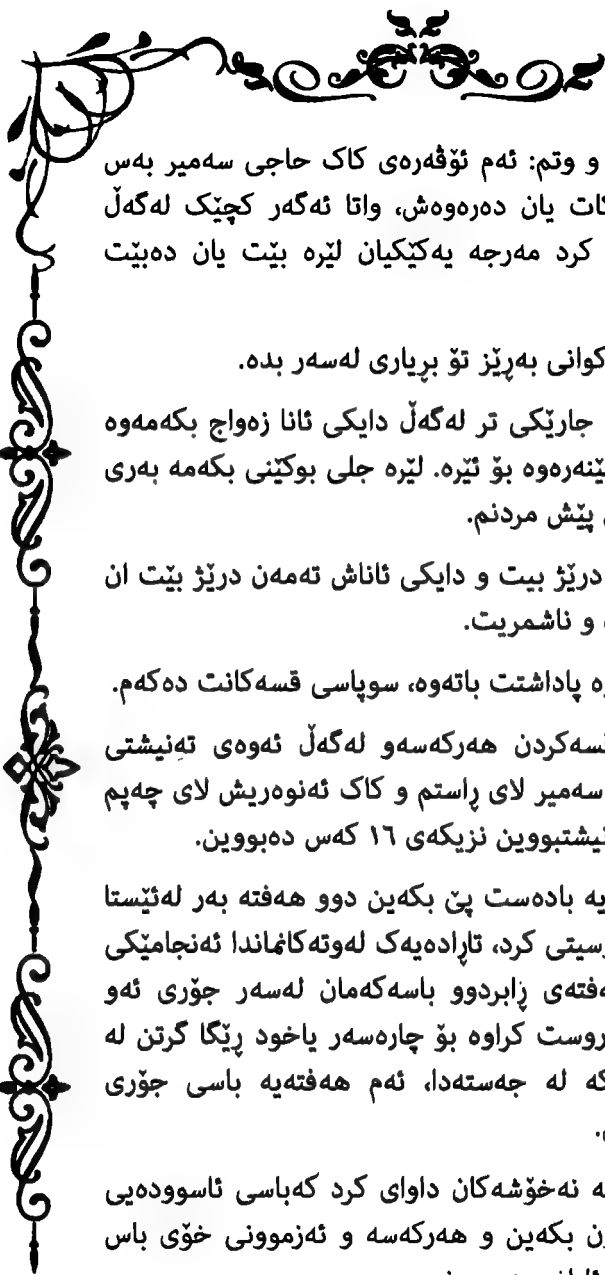 و وتم: ئەم ئۆڤەرەی کاک حاجی سەمیر بەس
کات یان دەرەوەش، واتا ئەگەر کچێک لەگەڵ
کرد مەرجە یەکێکیان لێرە بێت یان دەبێت
کوانی بەڕێز تۆ بڕیاری لەسەر بدە.
جارێکی تر لەگەڵ دایکی ئانا زەواج بکەمەوە
ێنەرەوە بۆ ئێرە. لێرە جلی بوکێنی بکەمە بەری
پێش مردنم.
درێژ بیت و دایکی ئاناش تەمەن درێژ بێت ان
و ناشمریت.
ە پاداشتت باتەوە، سوپاسی قسەکانت دەکەم.
قسەکردن هەرکەسەو لەگەڵ ئەوەی تەنیشتی
سەمیر لای ڕاستم و کاک ئەنوەریش لای چەپم
نیشتبووین نزیکەی ١٦ کەس دەبووین.
یە بادەست پێ بکەین دوو هەفتە بەر لەئێستا
رسیتی کرد، تاڕادەیەک لەوتەکانماندا ئەنجامێکی
ەفتەی ڕابردوو باسەکەمان لەسەر جۆری ئەو
روست کراوە بۆ چارەسەر یاخود ڕێگا گرتن لە
کە لە جەستەدا، ئەم هەفتەیە باسی جۆری
ە نەخۆشەکان داوای کرد کەباسی ئاسوودەیی
ون بکەین و هەرکەسە و ئەزموونی خۆی باس